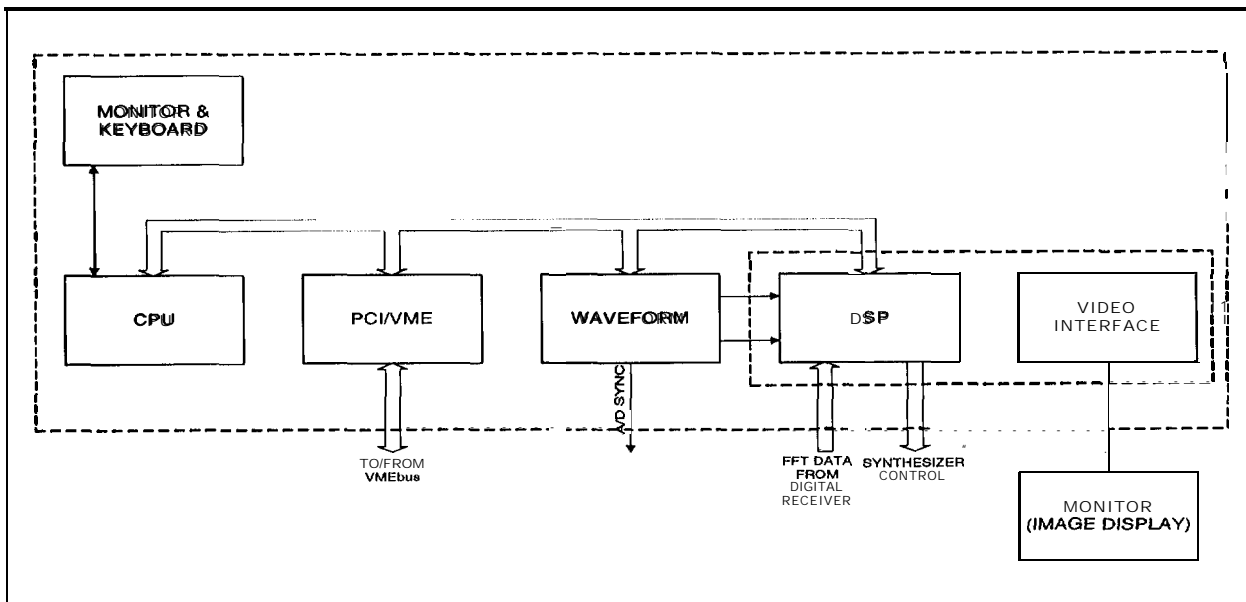 MONITOR &
KEYBOARD
CPU
PCI/VME
WAVEFORM
DSP
VIDEO
INTERFACE
A/D SYNC
TO/FROM
VMEbus
FFT DATA
FROM
DIGITAL
RECEIVER
SYNTHESIZER
CONTROL
MONITOR
(IMAGE DISPLAY)